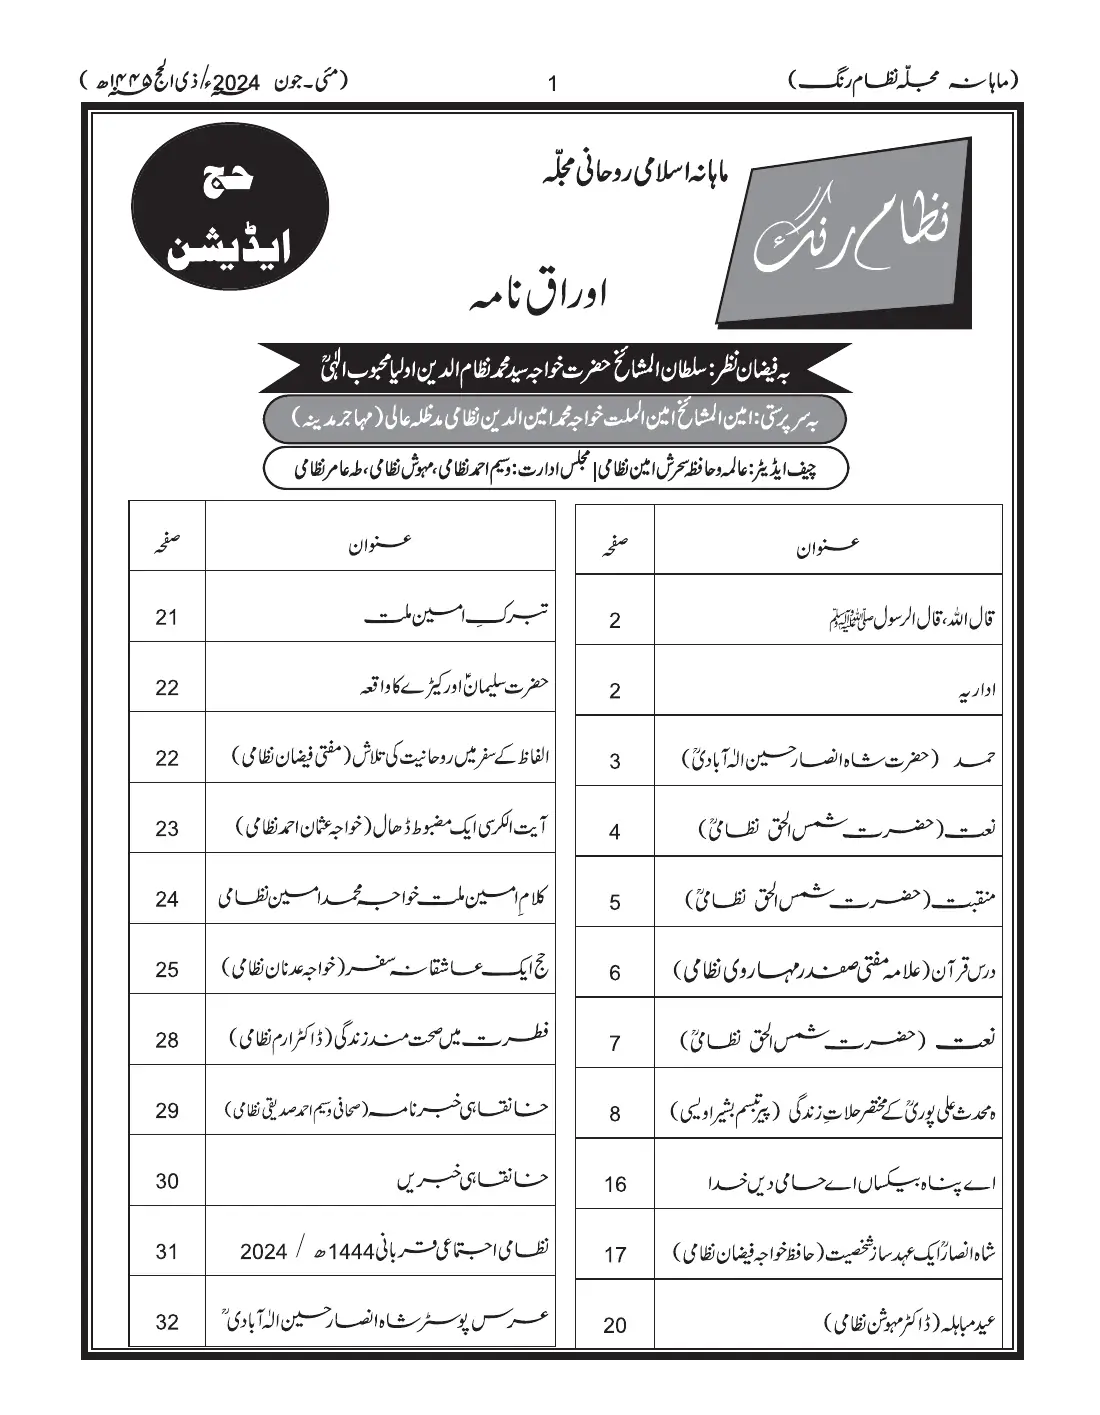 (ماہانہ مجلّہ نظام رنگ)
1
(مئی۔جون 2024ء/ذی الحج ۱۴۴۵ھ)
نظام رنگ
ماہانہ اسلامی روحانی مجلّہ
حج
ایڈیشن
اوراق نامہ
بہ فیضان نظر: سلطان المشائخ حضرت خواجہ سید محمد نظام الدین اولیا محبوب الٰہیؒ
بہ سرپرستی: امین المشائخ امین الملت خواجہ محمد امین الدین نظامی مدظلہ عالی (مہاجر مدینہ)
چیف ایڈیٹر: عالمہ و حافظہ سحرش امین نظامی | مجلس ادارت: وسیم احمد نظامی، مہوش نظامی، طہ عامر نظامی
عنوان صفحہ
قال اللہ، قال الرسول ﷺ 2
اداریہ 2
حمد (حضرت شاہ انصار حسین الہٰ آبادیؒ) 3
نعت (حضرت شمس الحق نظامیؒ) 4
منقبت (حضرت شمس الحق نظامیؒ) 5
درس قرآن (علامہ مفتی صفدر مہاروی نظامی) 6
نعت (حضرت شمس الحق نظامیؒ) 7
ہ محدث علی پوریؒ کے مختصر حلاتِ زندگی (پیر تبسم بشیر اویسی) 8
اے پناہ بیکساں اے حامی دیں خدا 16
شاہ انصارؒ ایک عہد ساز شخصیت (حافظ خواجہ فیضان نظامی) 17
عید مباہلہ (ڈاکٹر مہوش نظامی) 20
عنوان صفحہ
تبرکِ امین ملت 21
حضرت سلیمانؑ اور کیڑے کا واقعہ 22
الفاظ کے سفر میں روحانیت کی تلاش (مفتی فیضان نظامی) 22
آیت الکرسی ایک مضبوط ڈھال (خواجہ عثمان احمد نظامی) 23
کلامِ امین ملت خواجہ محمد امین نظامی 24
حج ایک عاشقانہ سفر (خواجہ عدنان نظامی) 25
فطرت میں صحت مند زندگی (ڈاکٹر ارم نظامی) 28
خانقاہی خبرنامہ (صحافی وسیم احمد صدیقی نظامی) 29
خانقاہی خبریں 30
نظامی اجتماعی قربانی 1444ھ / 2024 31
عرس پوسٹر شاہ انصار حسین الہٰ آبادیؒ 32